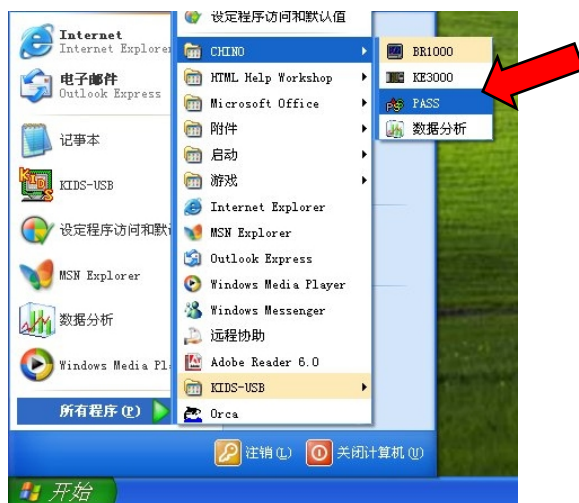 Internet
Internet Explorer
电子邮件
Outlook Express
记事本
KIDS-USB
设定程序访问和默认
MSN Explorer
数据分析
Windows Media Pl
所有程序(P)
设定程序访问和默认值
CHINO
HTML Help Workshop
Microsoft Office
附件
启动
游戏
Internet Explorer
MSN Explorer
Outlook Express
Windows Media Player
Windows Messenger
远程协助
Adobe Reader 6.0
KIDS-USB
Orca
BR1000
KE3000
PASS
数据分析
注销(L)
关闭计算机(U)
开始